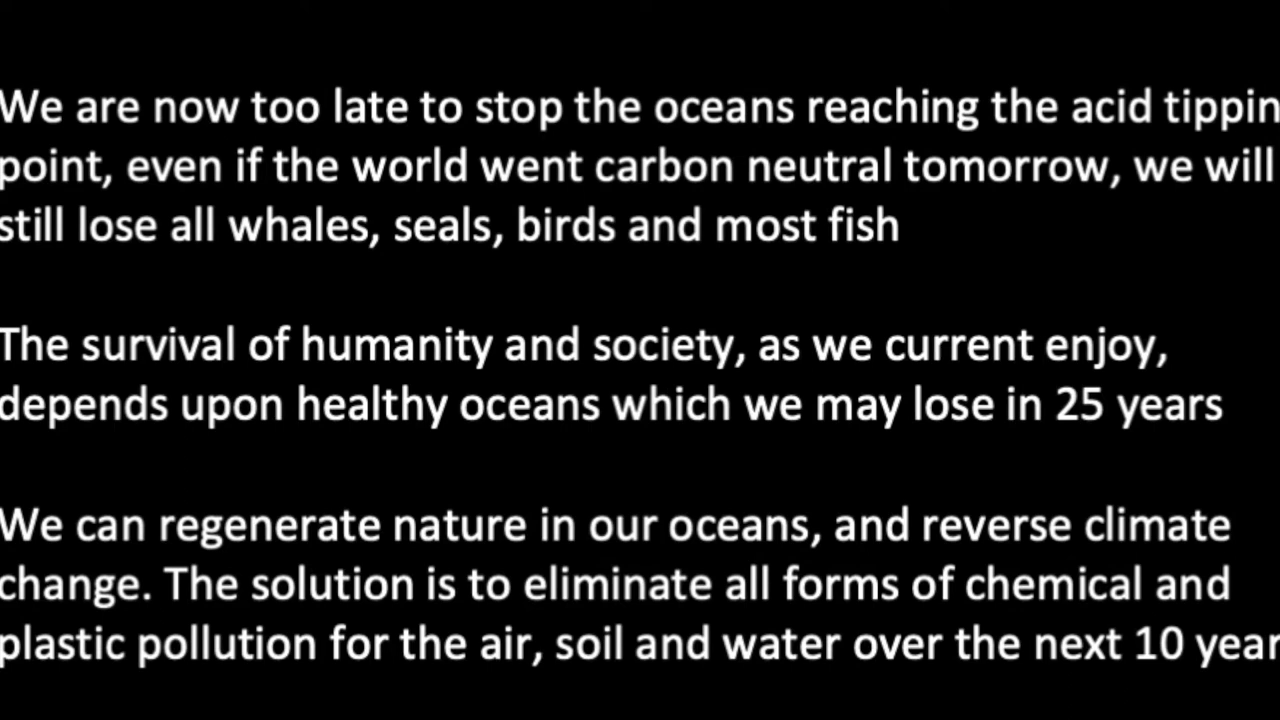 We are now too late to stop the oceans reaching the acid tippin
point, even if the world went carbon neutral tomorrow, we will
still lose all whales, seals, birds and most fish
The survival of humanity and society, as we current enjoy,
depends upon healthy oceans which we may lose in 25 years
We can regenerate nature in our oceans, and reverse climate
change. The solution is to eliminate all forms of chemical and
plastic pollution for the air, soil and water over the next 10 year